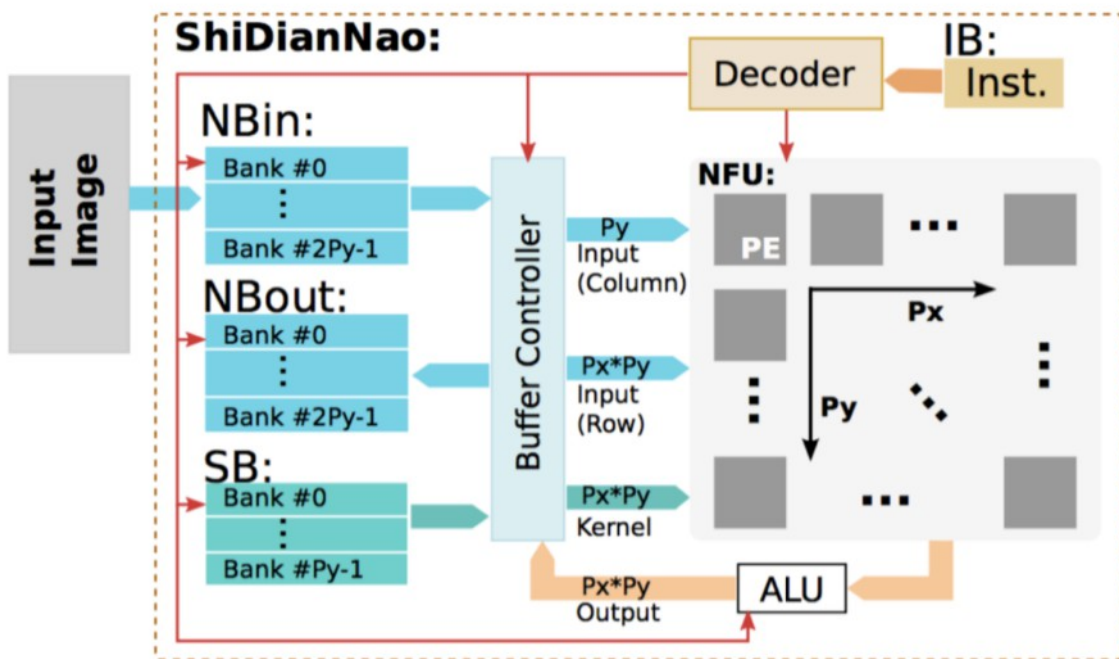 ShiDianNao:
IB:
Decoder
Inst.
Input
Image
NBin:
Bank #0
Bank #2Py-1
NBout:
Bank #0
Bank #2Py-1
SB:
Bank #0
Bank #Py-1
Buffer Controller
Py
Input
(Column)
Px*Py
Input
(Row)
Px*Py
Kernel
NFU:
PE
Px
Py
Px*Py
Output
ALU